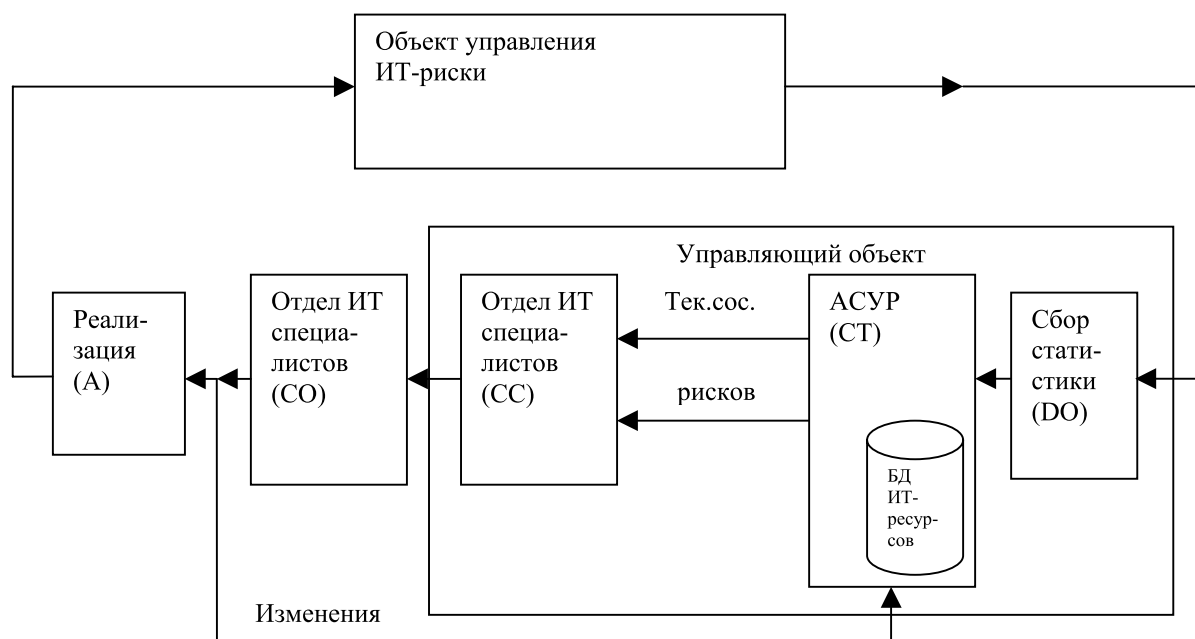 Объект управления
ИТ-риски
Управляющий объект
Реали-
зация
(А)
Отдел ИТ
специа-
листов
(СО)
Отдел ИТ
специа-
листов
(СС)
Тек.сос.
рисков
АСУР
(СТ)
БД
ИТ-
ресур-
сов
Сбор
стати-
стики
(DO)
Изменения